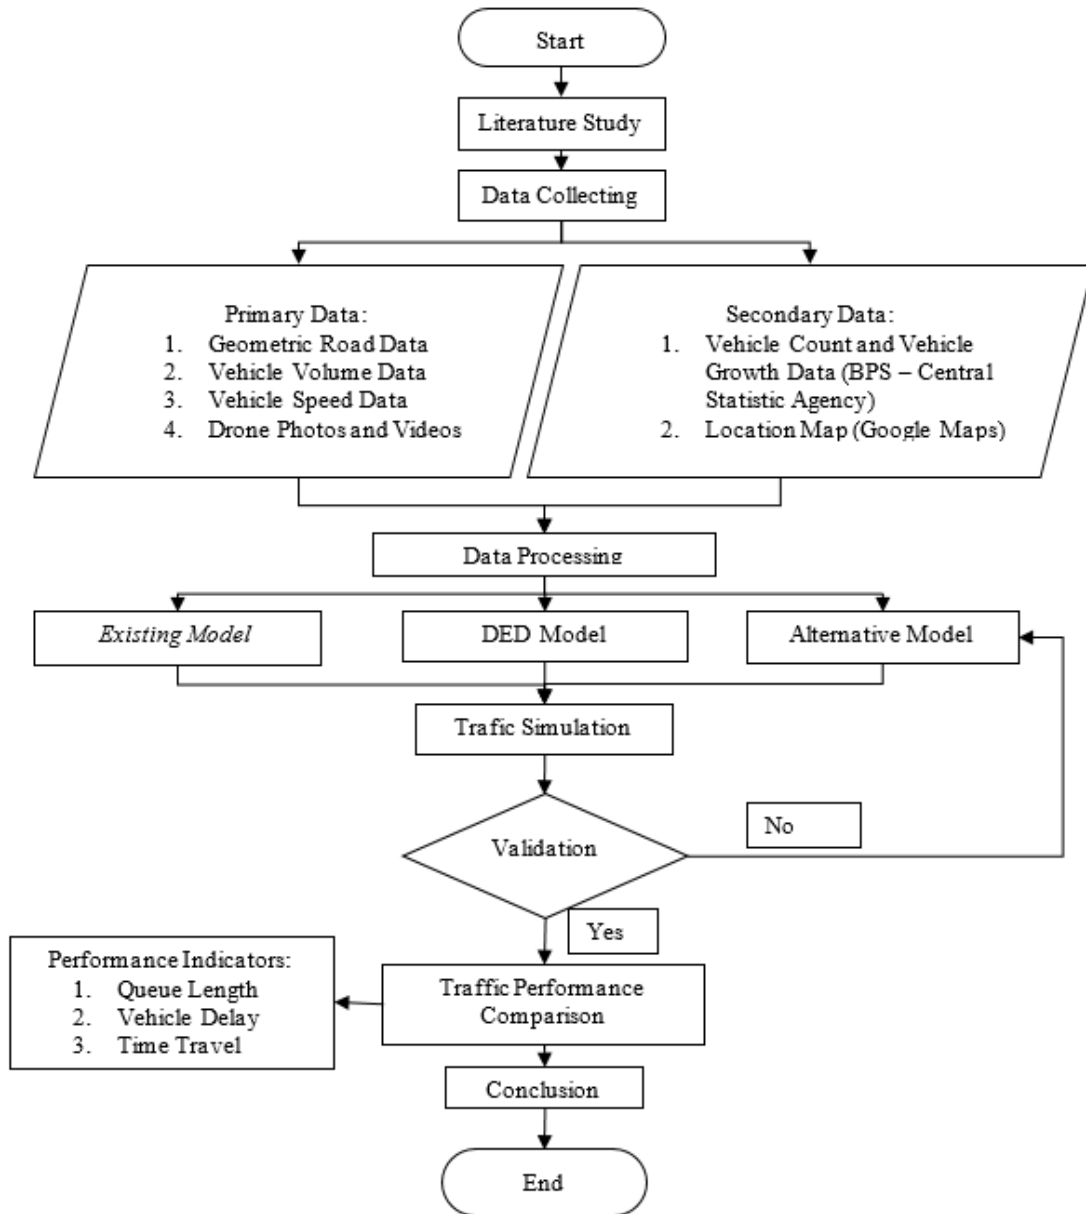 Start
Literature Study
Data Collecting
Primary Data:
1. Geometric Road Data
2. Vehicle Volume Data
3. Vehicle Speed Data
4. Drone Photos and Videos
Secondary Data:
1. Vehicle Count and Vehicle
Growth Data (BPS – Central
Statistic Agency)
2. Location Map (Google Maps)
Data Processing
Existing Model
DED Model
Alternative Model
Trafic Simulation
Validation
No
Yes
Performance Indicators:
1. Queue Length
2. Vehicle Delay
3. Time Travel
Traffic Performance
Comparison
Conclusion
End